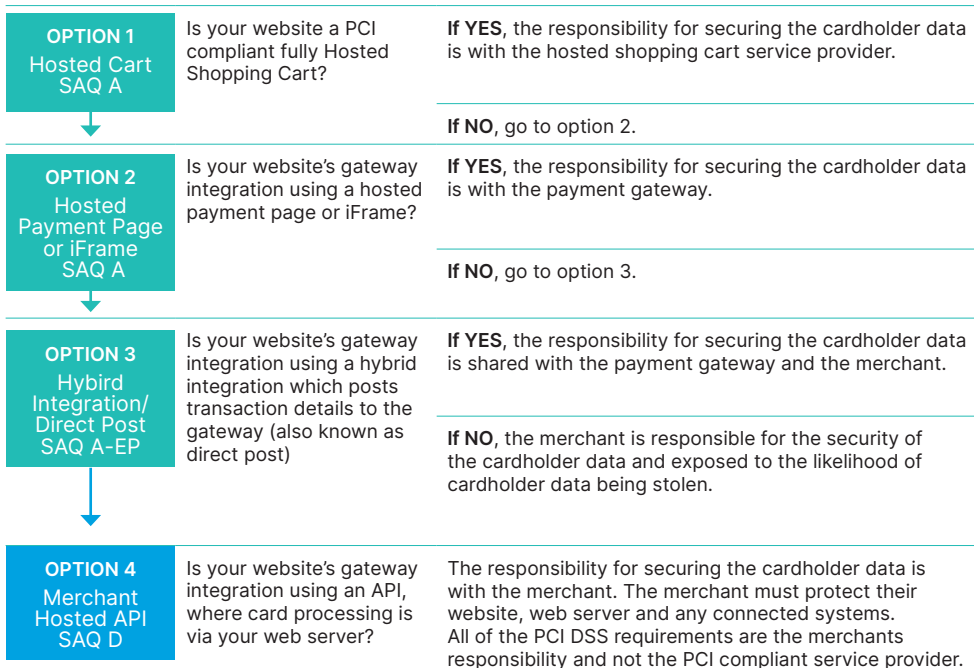 OPTION 1
Hosted Cart
SAQ A
Is your website a PCI
compliant fully Hosted
Shopping Cart?
If YES, the responsibility for securing the cardholder data
is with the hosted shopping cart service provider.
If NO, go to option 2.
OPTION 2
Hosted
Payment Page
or iFrame
SAQ A
Is your website’s gateway
integration using a hosted
payment page or iFrame?
If YES, the responsibility for securing the cardholder data
is with the payment gateway.
If NO, go to option 3.
OPTION 3
Hybird
Integration/
Direct Post
SAQ A-EP
Is your website’s gateway
integration using a hybrid
integration which posts
transaction details to the
gateway (also known as
direct post)
If YES, the responsibility for securing the cardholder data
is shared with the payment gateway and the merchant.
If NO, the merchant is responsible for the security of
the cardholder data and exposed to the likelihood of
cardholder data being stolen.
OPTION 4
Merchant
Hosted API
SAQ D
Is your website’s gateway
integration using an API,
where card processing is
via your web server?
The responsibility for securing the cardholder data is
with the merchant. The merchant must protect their
website, web server and any connected systems.
All of the PCI DSS requirements are the merchants
responsibility and not the PCI compliant service provider.